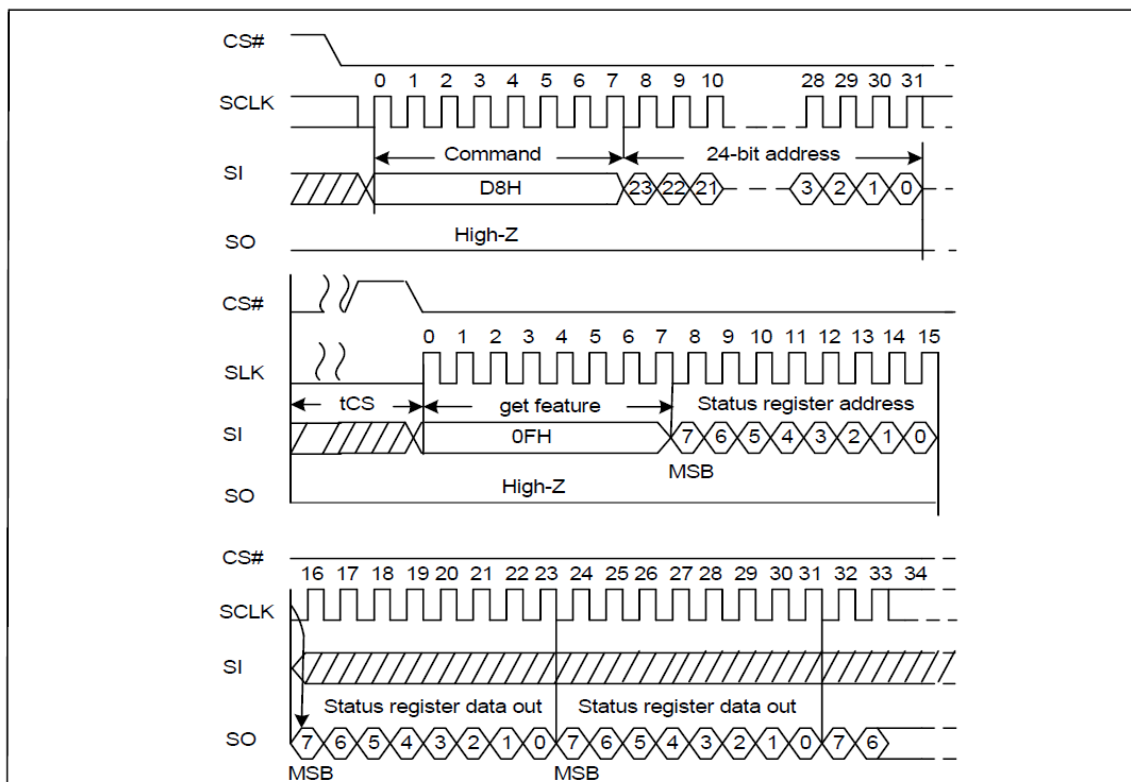 CS#
0 1 2 3 4 5 6 7 8 9 10 28 29 30 31
SCLK
Command 24-bit address
SI
D8H 23 22 21 3 2 1 0
High-Z
SO
CS#
0 1 2 3 4 5 6 7 8 9 10 11 12 13 14 15
SLK
tCS get feature Status register address
SI
0FH 7 6 5 4 3 2 1 0
MSB
High-Z
SO
CS#
16 17 18 19 20 21 22 23 24 25 26 27 28 29 30 31 32 33 34
SCLK
SI
Status register data out Status register data out
SO
7 6 5 4 3 2 1 0 7 6 5 4 3 2 1 0 7 6
MSB MSB